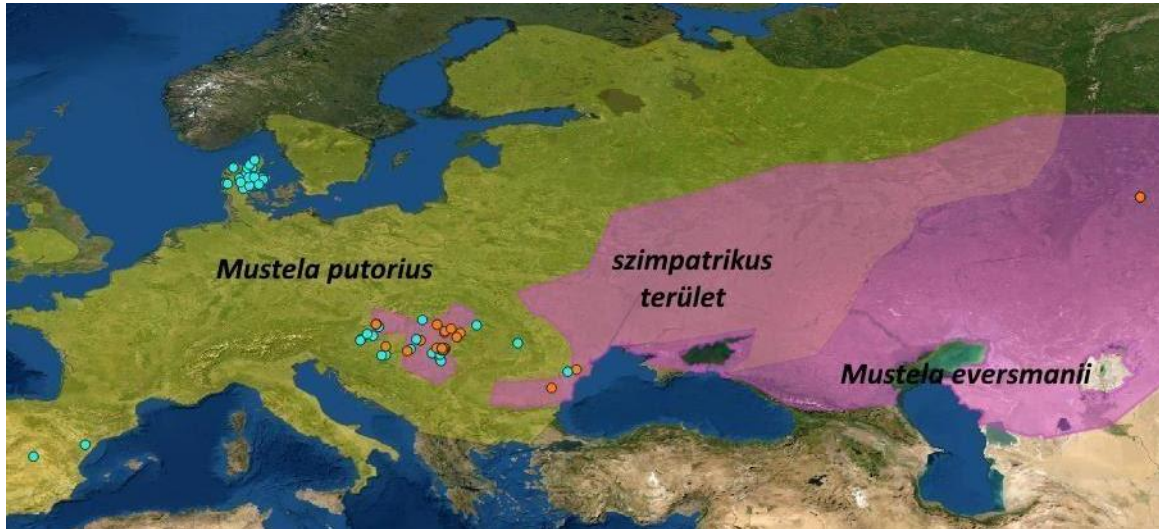 Mustela putorius
szimpatrikus
terület
Mustela eversmanii